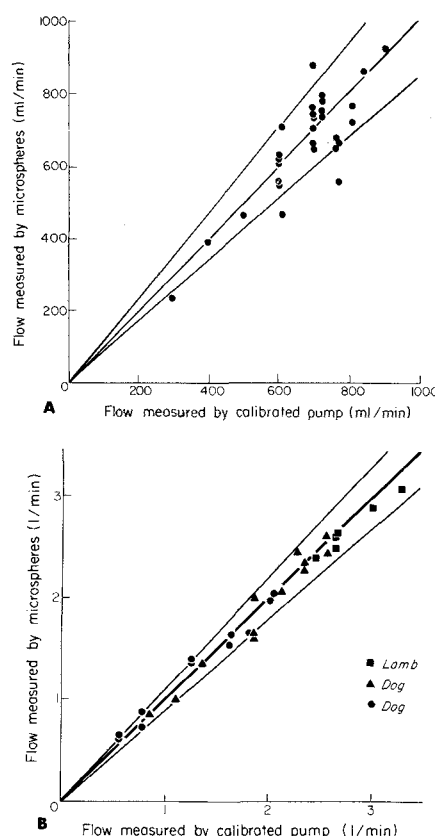 1000
800
600
400
200
0
200
400
600
800
1000
Flow measured by microspheres (ml/min)
A
Flow measured by calibrated pump (ml/min)
3
2
1
0
1
2
3
Flow measured by microspheres (l/min)
Lamb
Dog
Dog
B
Flow measured by calibrated pump (l/min)